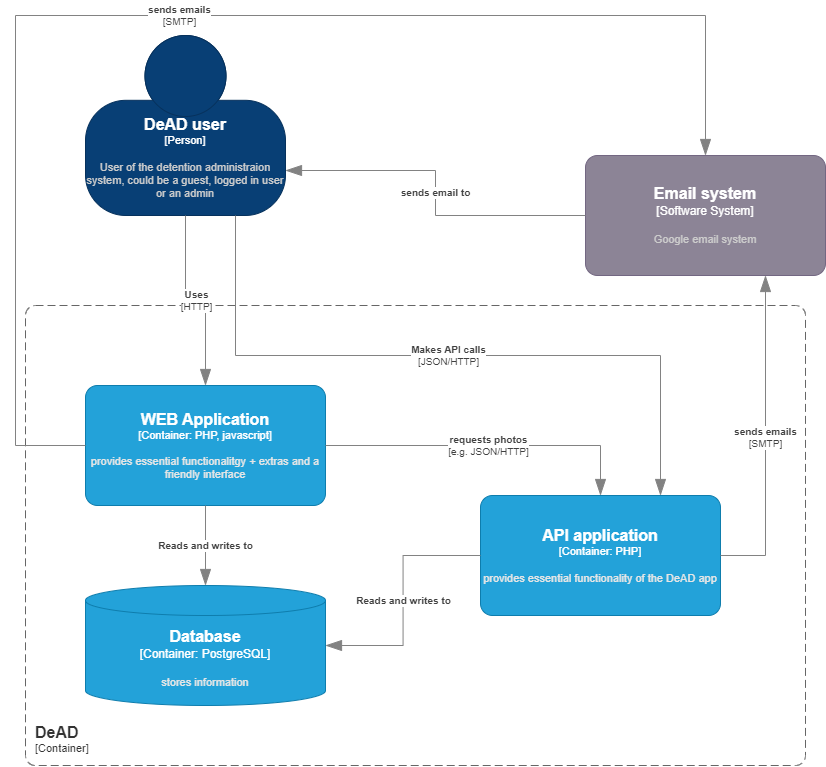 sends emails
[SMTP]
DeAD user
[Person]
User of the detention administraion
system, could be a guest, logged in user
or an admin
sends email to
Email system
[Software System]
Google email system
Uses
[HTTP]
Makes API calls
[JSON/HTTP]
WEB Application
[Container: PHP, javascript]
provides essential functionalitgy + extras and a
friendly interface
requests photos
[e.g. JSON/HTTP]
sends emails
[SMTP]
API application
[Container: PHP]
provides essential functionality of the DeAD app
Reads and writes to
Reads and writes to
Database
[Container: PostgreSQL]
stores information
DeAD
[Container]